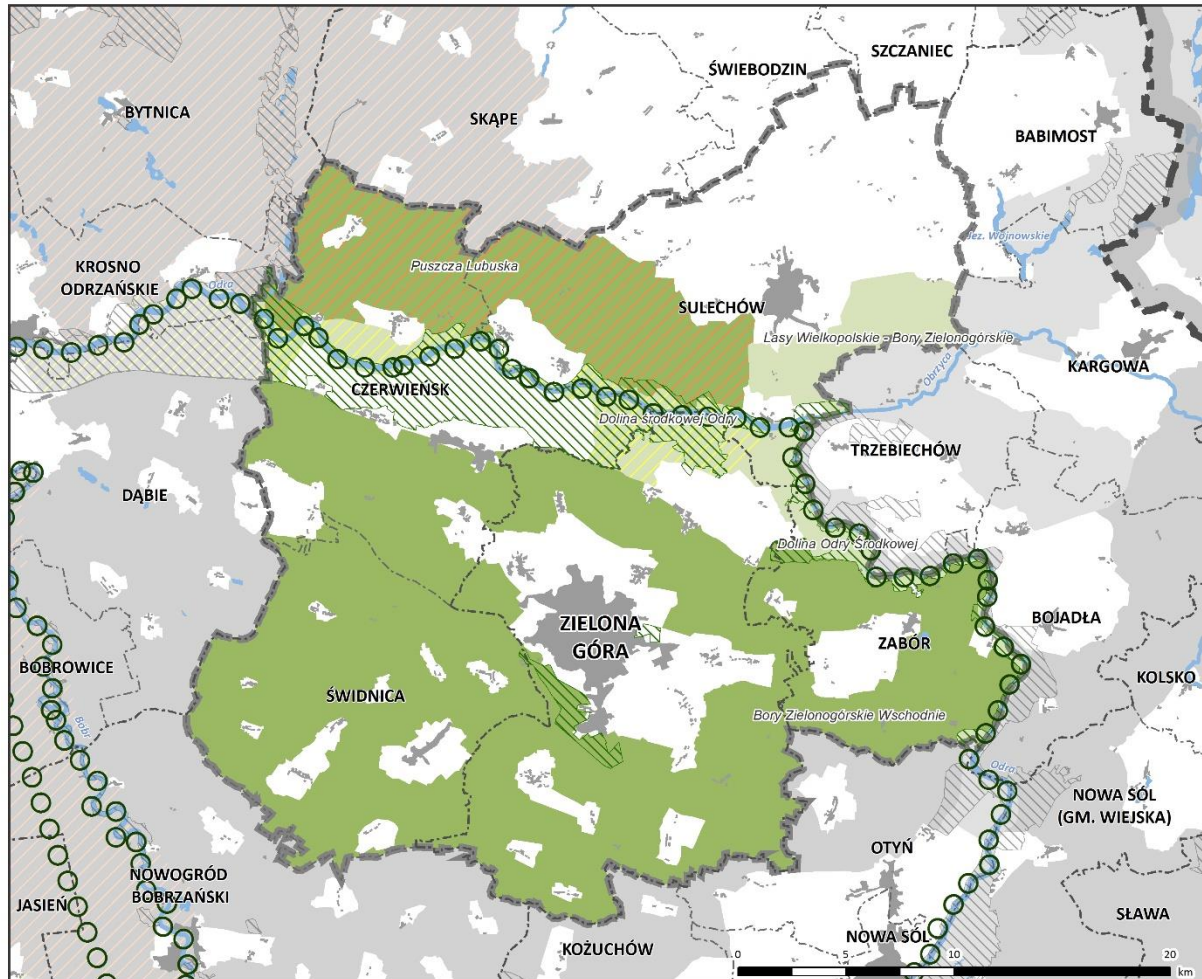 SZCZANIEC
ŚWIEBODZIN
BYTNICA
SKĄPE
BABIMOST
Jez. Wojnowskie
KROSNO
ODRZAŃSKIE
Odra
Puszcza Lubuska
SULECHÓW
Lasy Wielkopolskie - Bory Zielonogórskie
Obrzyca
KARGOWA
CZERWIEŃSK
Dolina środkowej Odry
TRZEBIECHÓW
DĄBIE
Dolina Odry Środkowej
ZIELONA
GÓRA
ZABÓR
BOJADŁA
BOBROWICE
KOLSKO
ŚWIDNICA
Bory Zielonogórskie Wschodnie
Bóbr
Odra
NOWA SÓL
(GM. WIEJSKA)
OTYŃ
NOWOGRÓD
BOBRZAŃSKI
JASIEŃ
SŁAWA
NOWA SÓL
KOŻUCHÓW
0 5 10 20
km